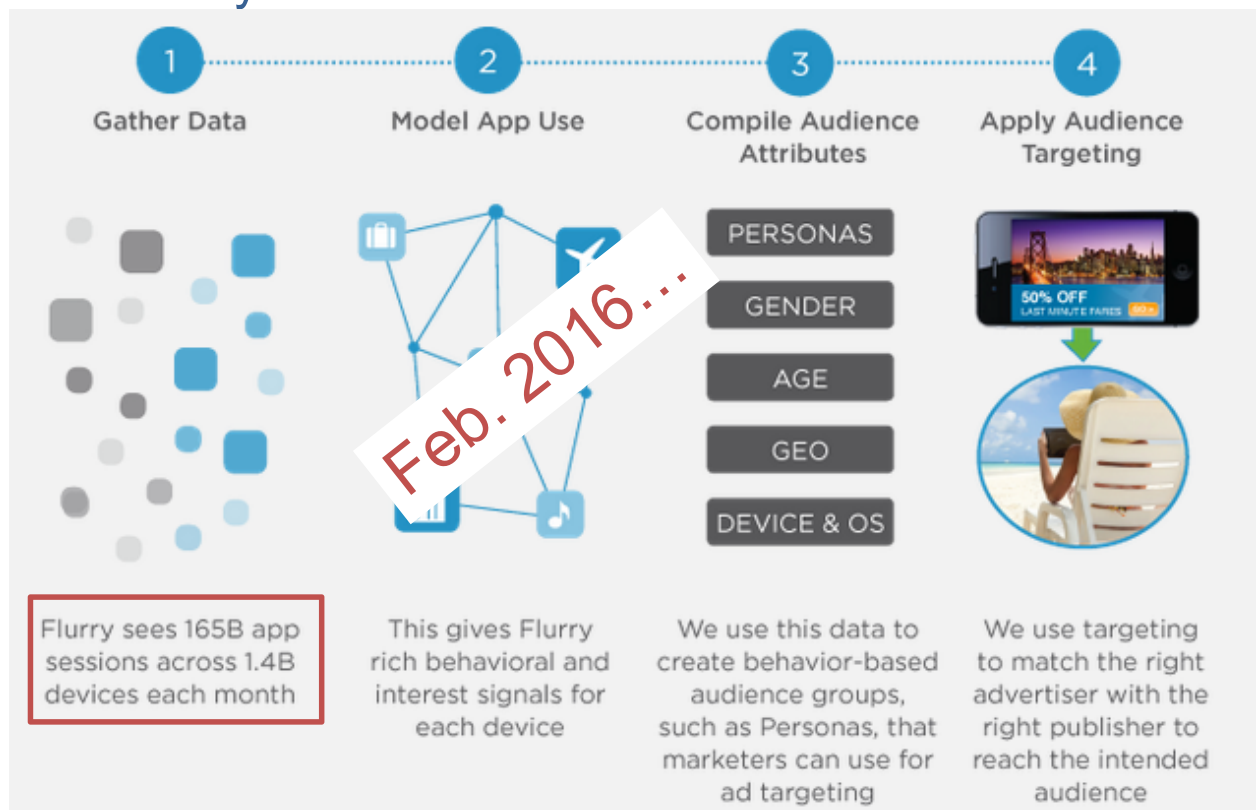 1
Gather Data
2
Model App Use
3
Compile Audience
Attributes
4
Apply Audience
Targeting
Feb. 2016...
PERSONAS
GENDER
AGE
GEO
DEVICE & OS
50% OFF
LAST MINUTE FARES
GO
Flurry sees 165B app
sessions across 1.4B
devices each month
This gives Flurry
rich behavioral and
interest signals for
each device
We use this data to
create behavior-based
audience groups,
such as Personas, that
marketers can use for
ad targeting
We use targeting
to match the right
advertiser with the
right publisher to
reach the intended
audience